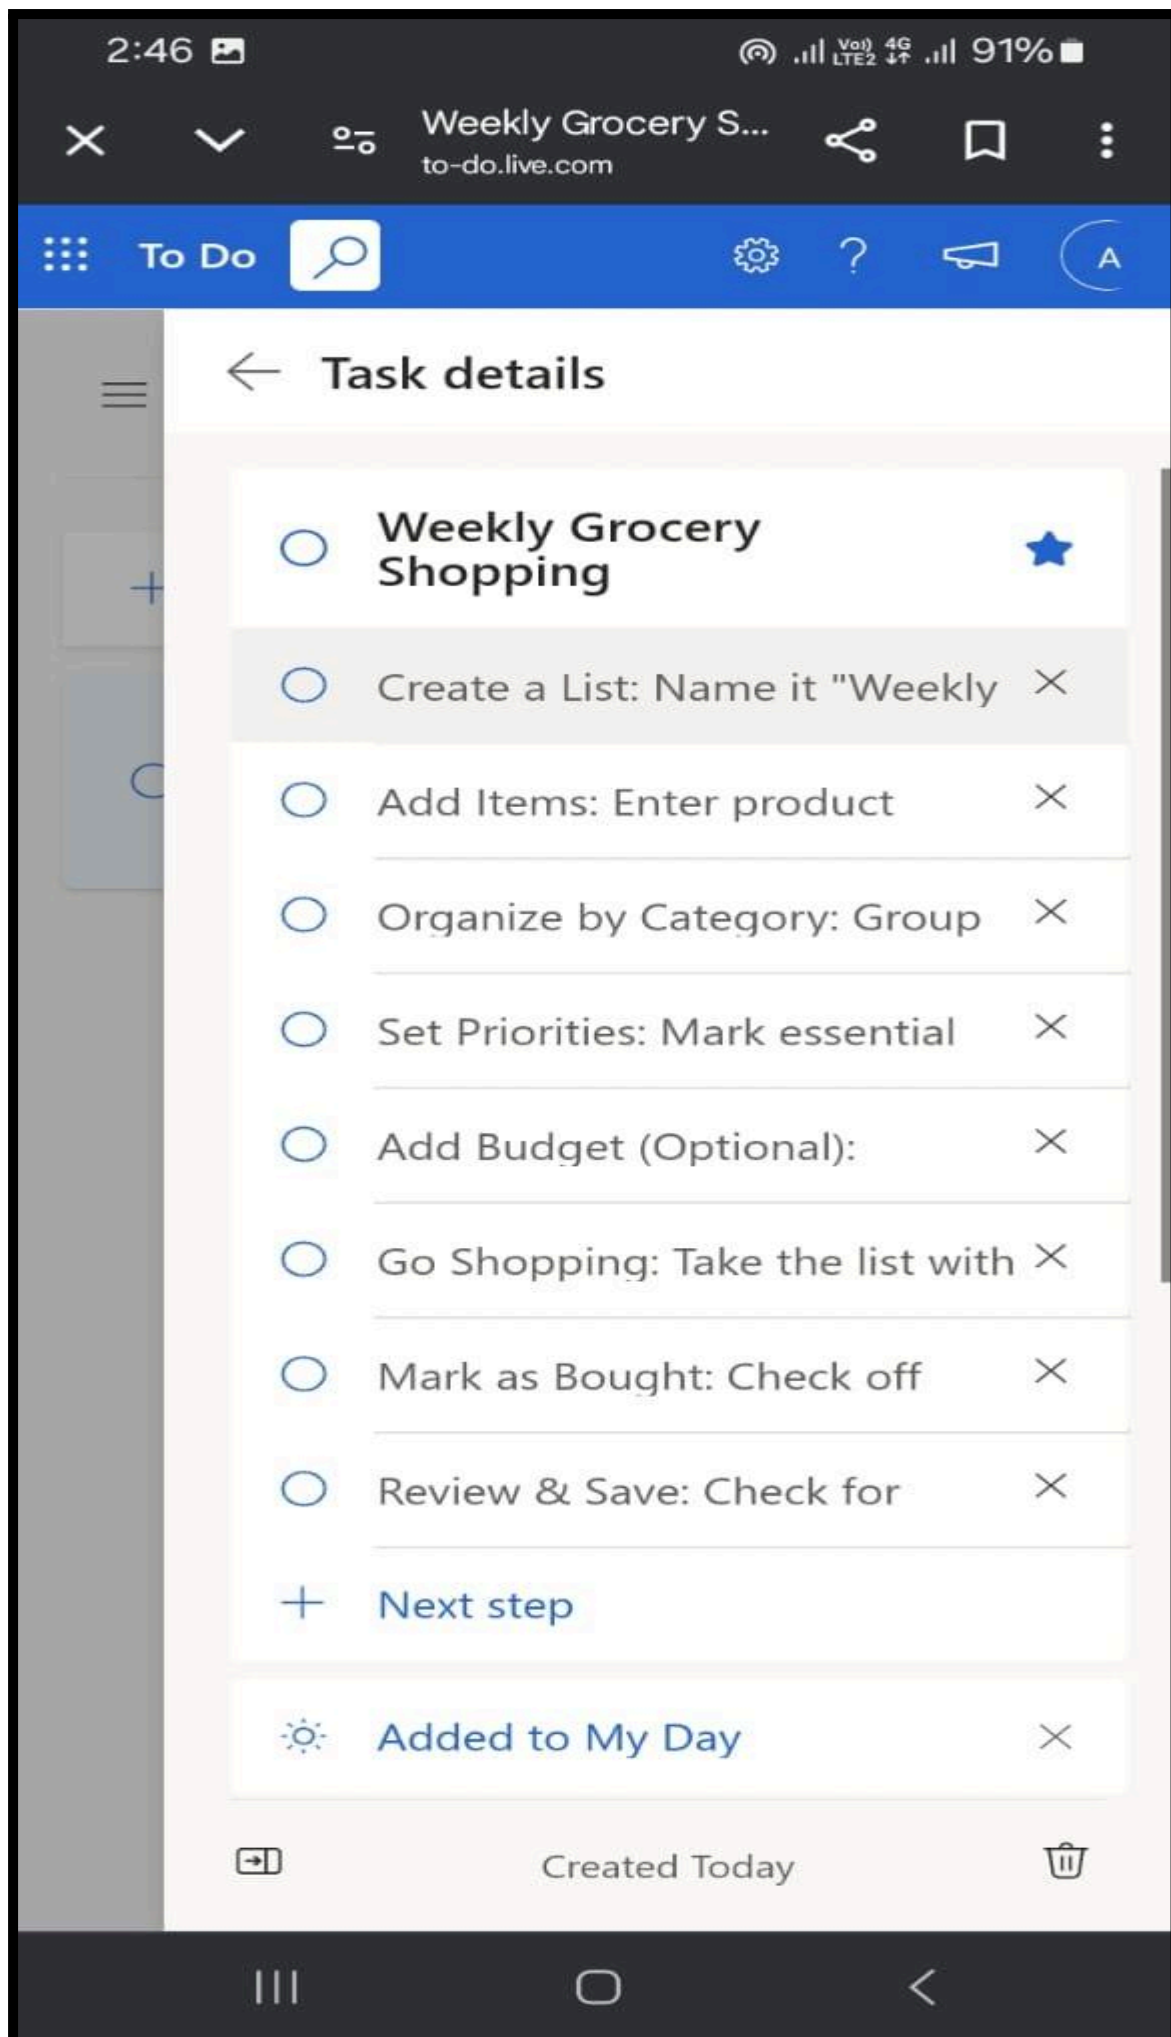 2:46
Vo)) LTE2 4G 91%
Weekly Grocery S...
to-do.live.com
To Do
A
Task details
Weekly Grocery
Shopping
Create a List: Name it "Weekly
Add Items: Enter product
Organize by Category: Group
Set Priorities: Mark essential
Add Budget (Optional):
Go Shopping: Take the list with
Mark as Bought: Check off
Review & Save: Check for
Next step
Added to My Day
Created Today